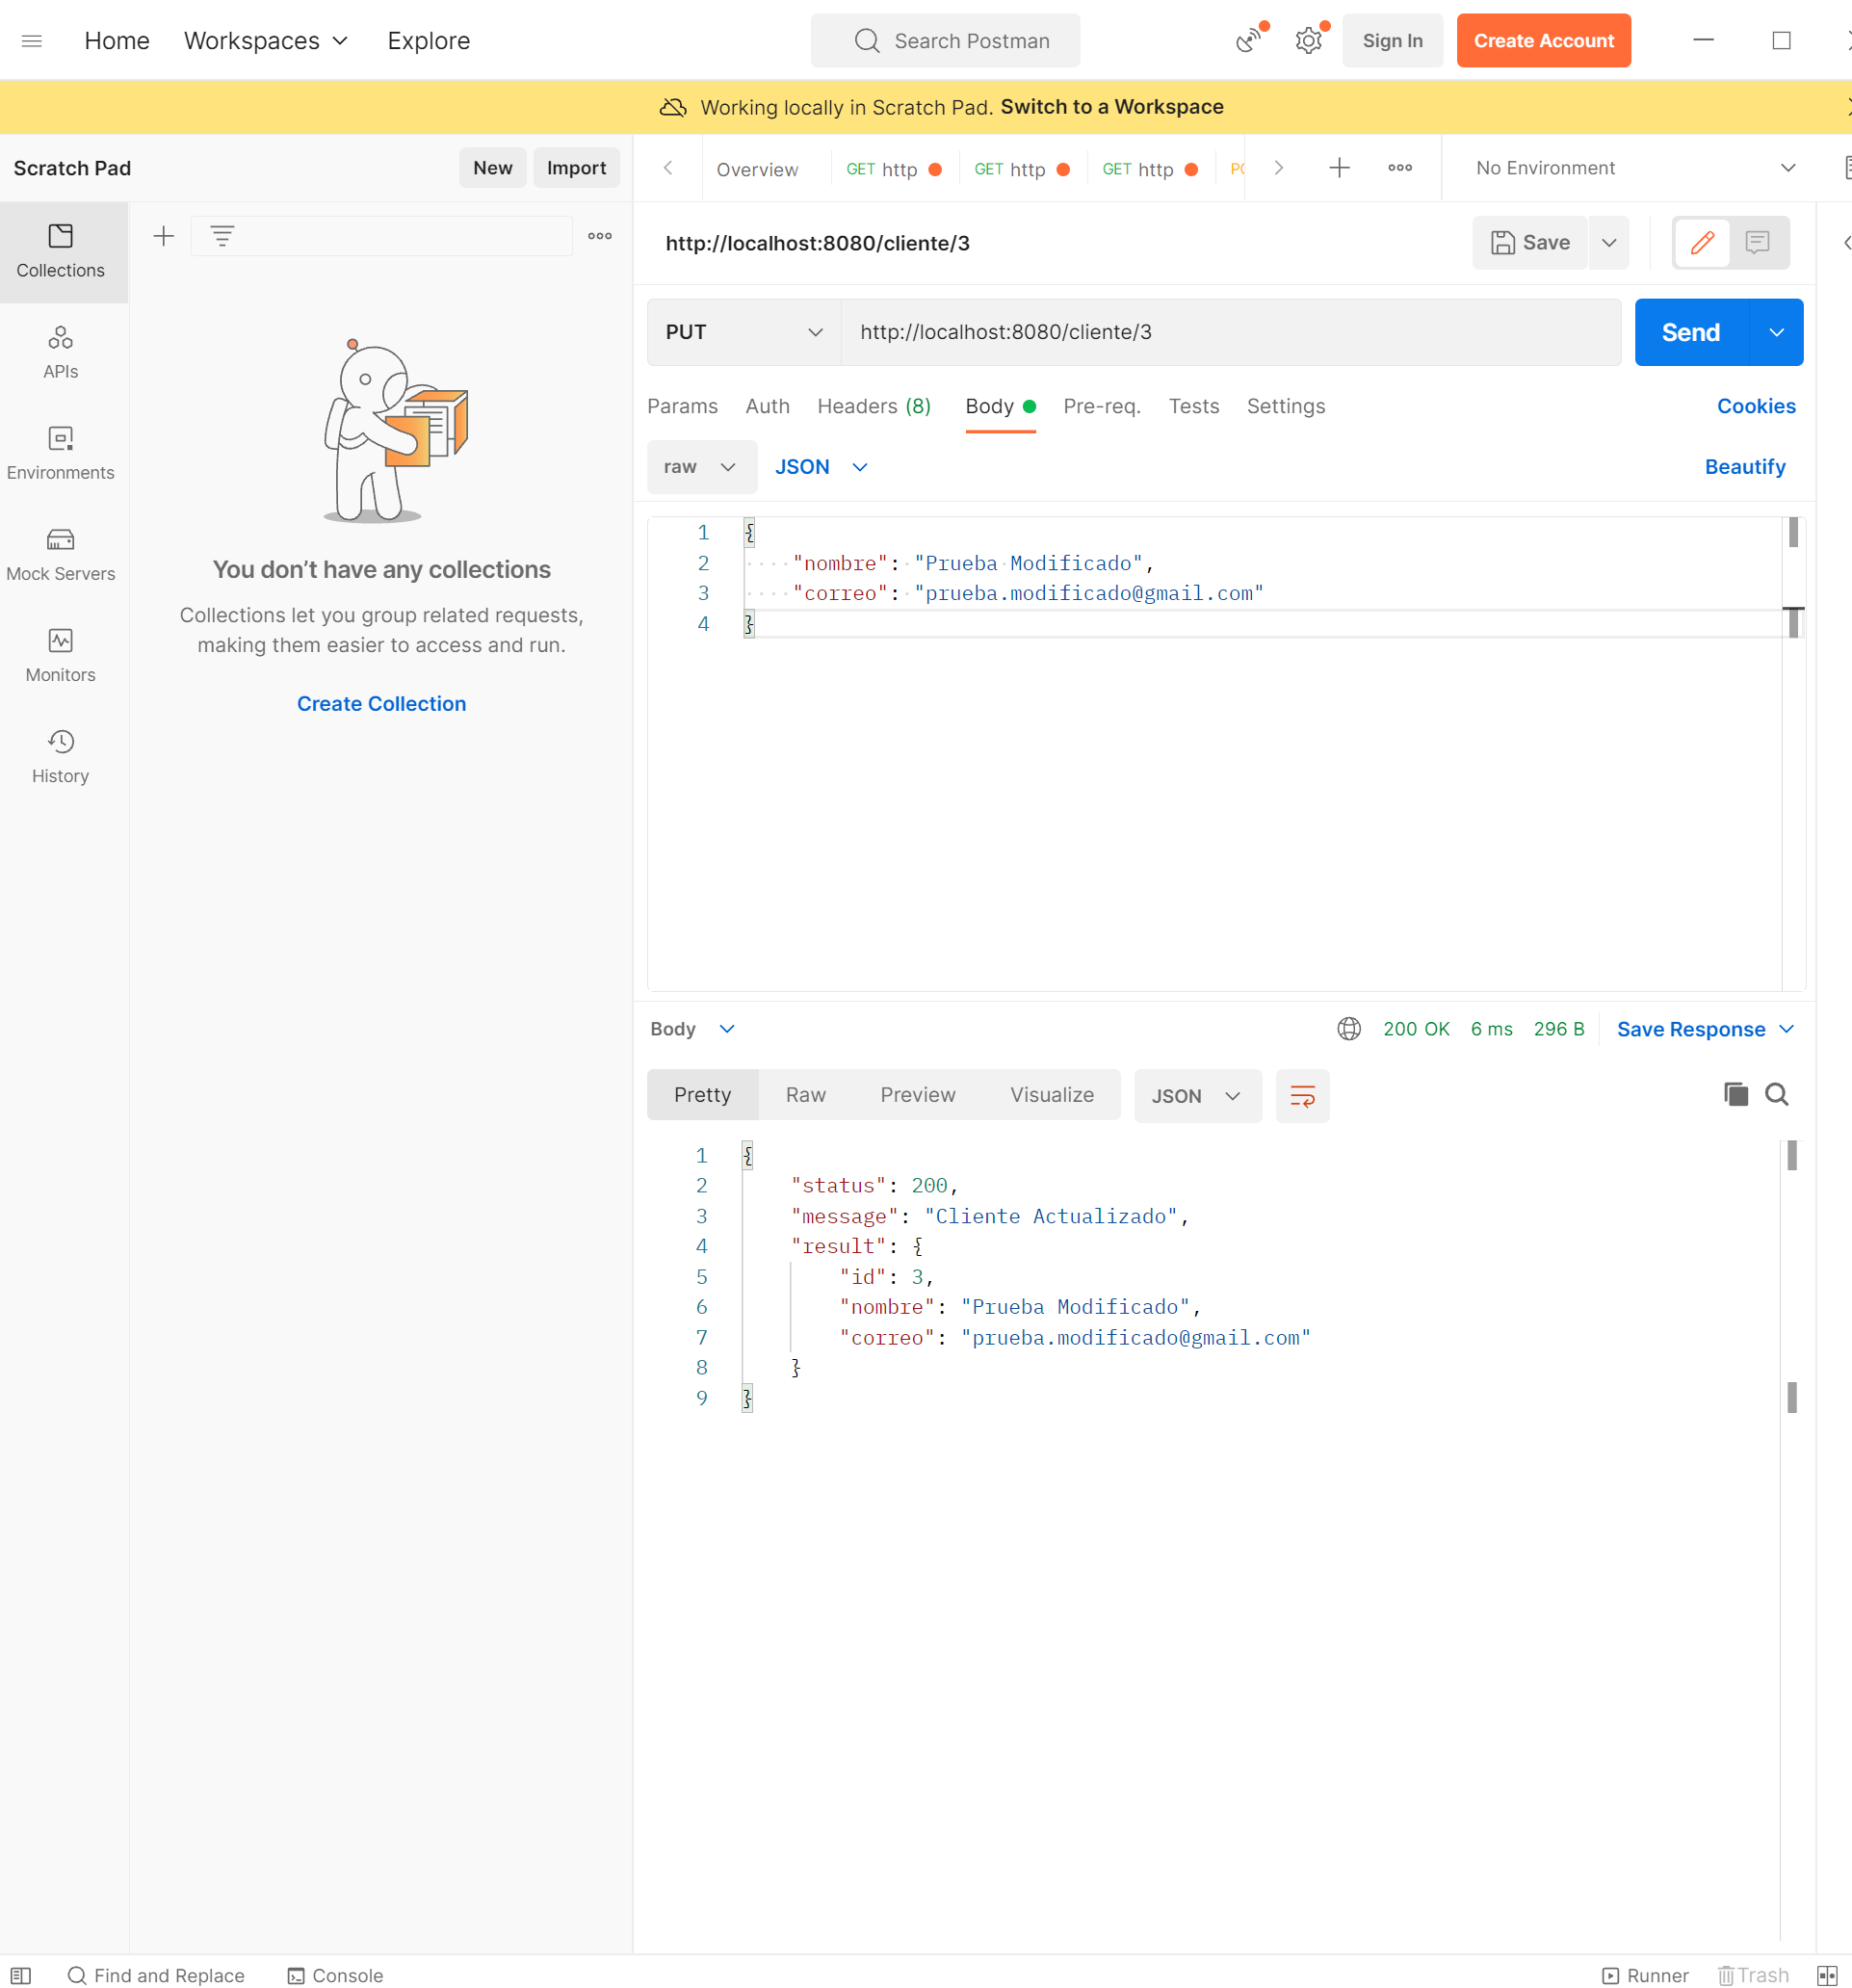 Home Workspaces Explore Search Postman Sign In Create Account
Working locally in Scratch Pad. Switch to a Workspace
Scratch Pad New Import Overview GET http GET http GET http No Environment
Collections
APIs
Environments
Mock Servers
Monitors
History
You don’t have any collections
Collections let you group related requests,
making them easier to access and run.
Create Collection
http://localhost:8080/cliente/3 Save
PUT http://localhost:8080/cliente/3 Send
Params Auth Headers (8) Body Pre-req. Tests Settings Cookies
raw JSON Beautify
1 {
2 "nombre": "Prueba Modificado",
3 "correo": "prueba.modificado@gmail.com"
4 }
Body 200 OK 6 ms 296 B Save Response
Pretty Raw Preview Visualize JSON
1 {
2 "status": 200,
3 "message": "Cliente Actualizado",
4 "result": {
5 "id": 3,
6 "nombre": "Prueba Modificado",
7 "correo": "prueba.modificado@gmail.com"
8 }
9 }
Find and Replace Console Runner Trash